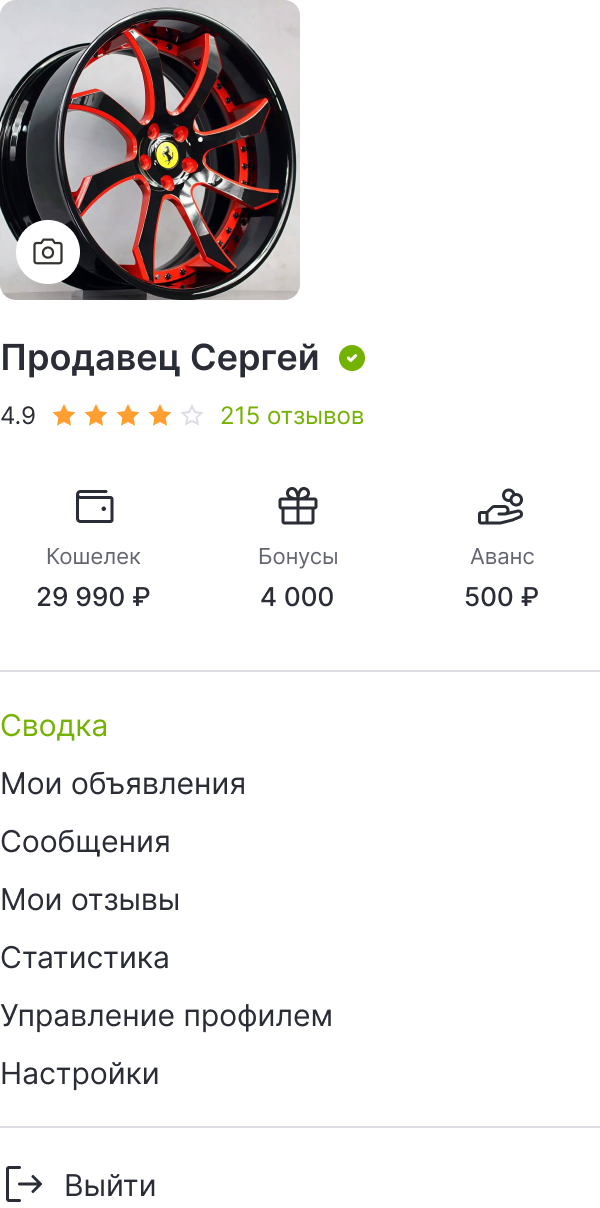 Продавец Сергей
4.9 215 отзывов
Кошелек Бонусы Аванс
29 990 ₽ 4 000 500 ₽
Сводка
Мои объявления
Сообщения
Мои отзывы
Статистика
Управление профилем
Настройки
Выйти